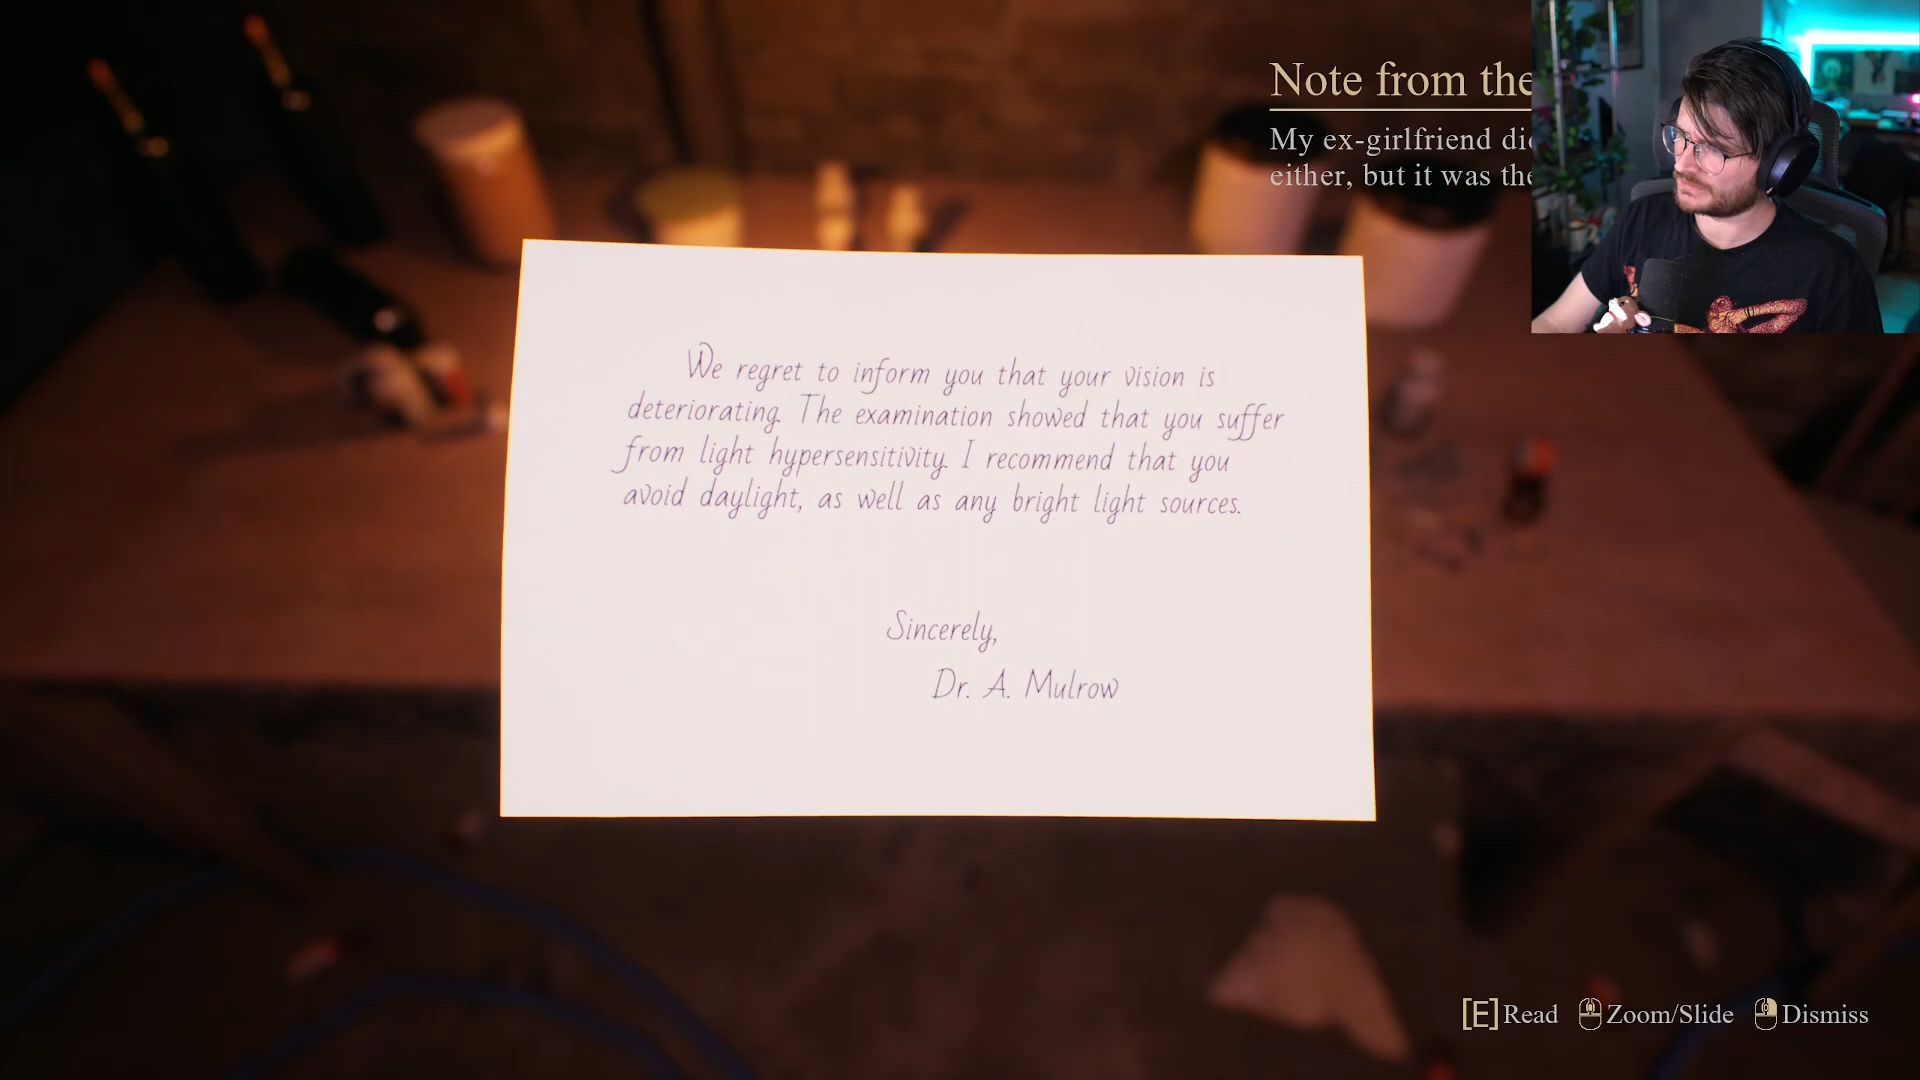 Note from the
My ex-girlfriend
either, but it was the
We regret to inform you that your vision is
deteriorating. The examination showed that you suffer
from light hypersensitivity. I recommend that you
avoid daylight, as well as any bright light sources.
Sincerely,
Dr. A. Mulrow
[E] Read Zoom/Slide Dismiss